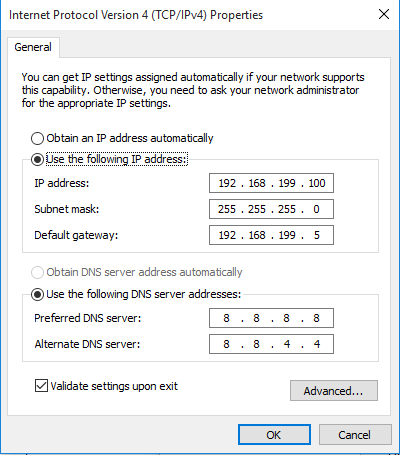 Internet Protocol Version 4 (TCP/IPv4) Properties
General
You can get IP settings assigned automatically if your network supports
this capability. Otherwise, you need to ask your network administrator
for the appropriate IP settings.
Obtain an IP address automatically
Use the following IP address:
IP address: 192 . 168 . 199 . 100
Subnet mask: 255 . 255 . 255 . 0
Default gateway: 192 . 168 . 199 . 5
Obtain DNS server address automatically
Use the following DNS server addresses:
Preferred DNS server: 8 . 8 . 8 . 8
Alternate DNS server: 8 . 8 . 4 . 4
Validate settings upon exit
Advanced...
OK Cancel